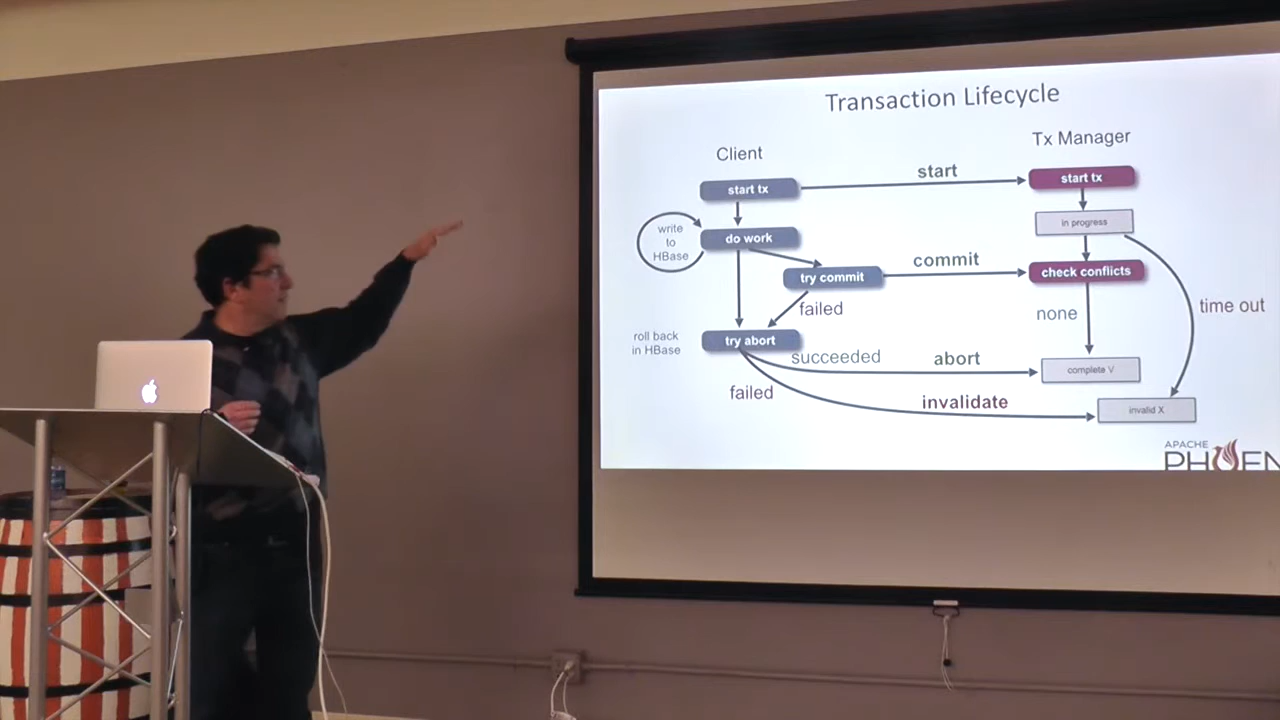 Transaction Lifecycle
Client
Tx Manager
start tx
start
start tx
in progress
write
to
HBase
do work
try commit
commit
check conflicts
failed
none
time out
roll back
in HBase
try abort
succeeded
abort
complete V
failed
invalidate
invalid X
APACHE